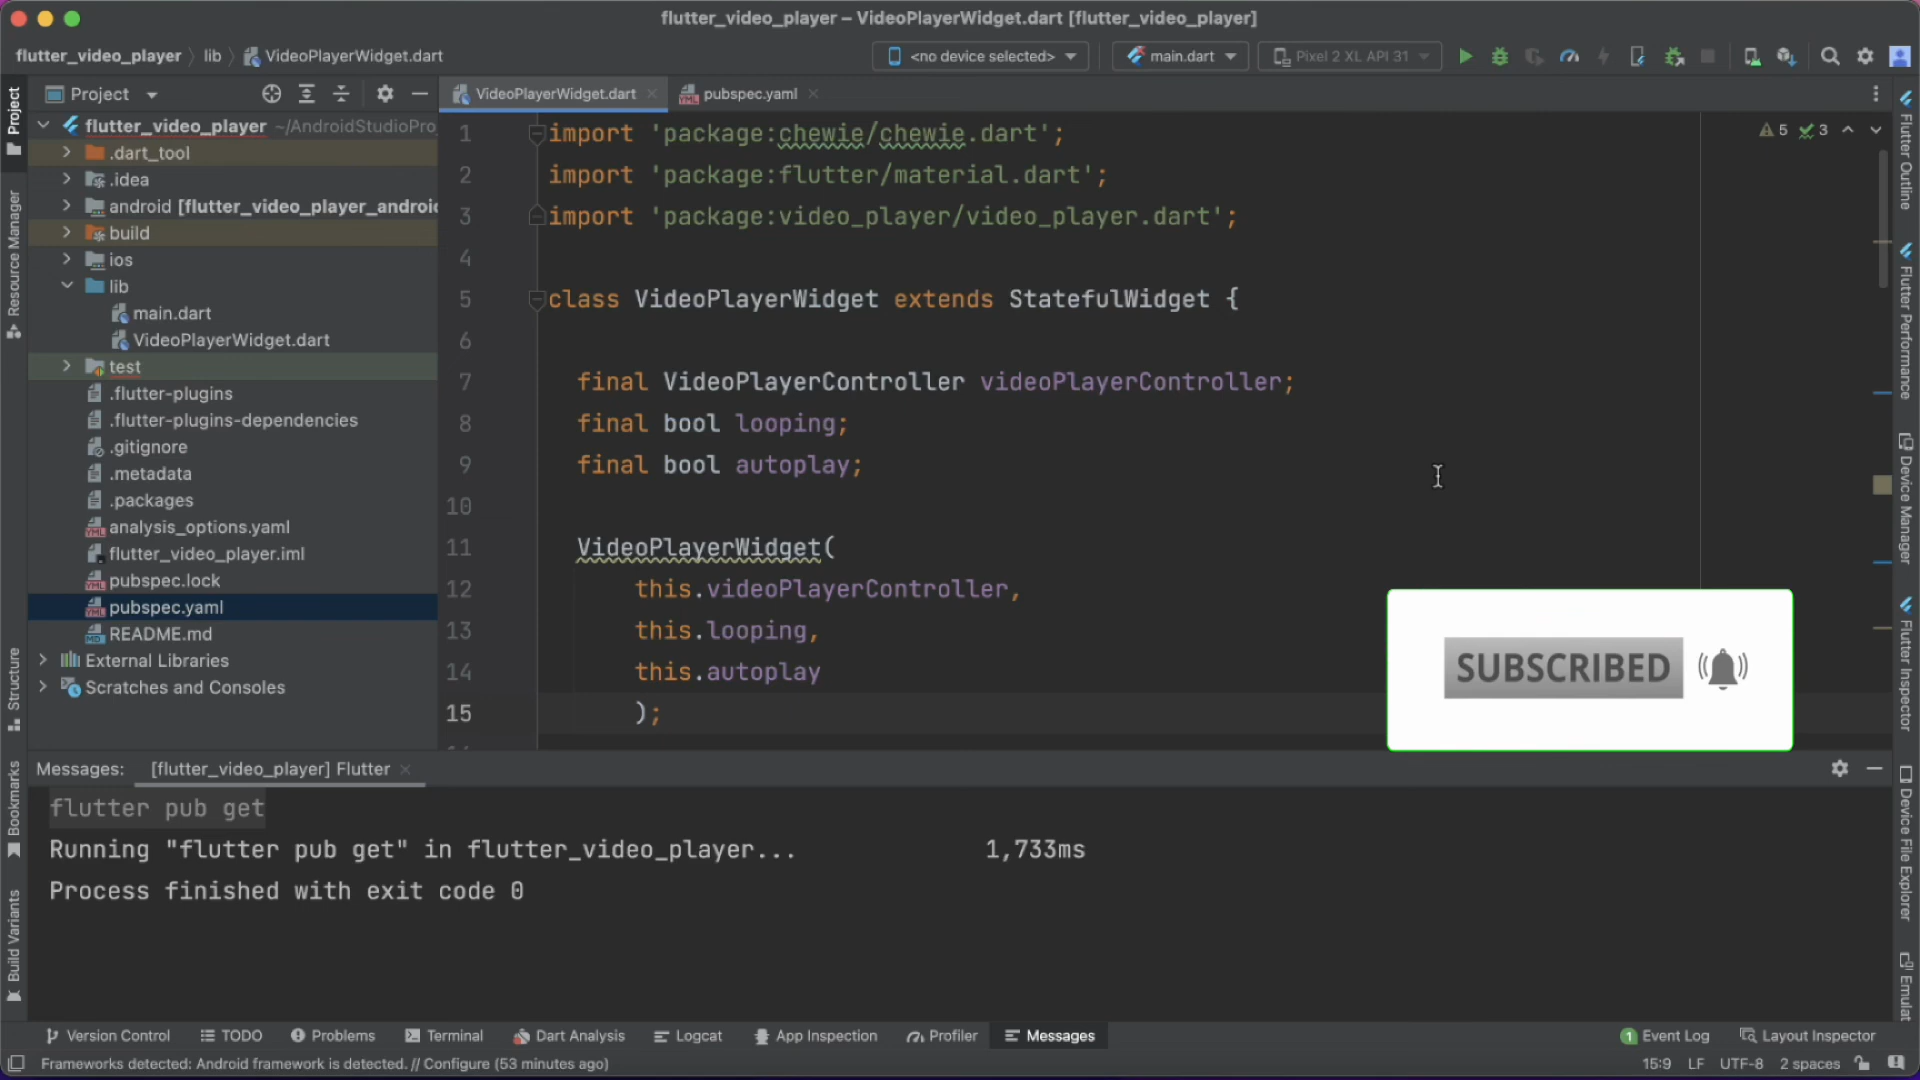 flutter_video_player – VideoPlayerWidget.dart [flutter_video_player]
flutter_video_player lib VideoPlayerWidget.dart <no device selected> main.dart Pixel 2 XL API 31
Project
Resource Manager
Structure
Bookmarks
Build Variants
Project
flutter_video_player ~/AndroidStudioPro
.dart_tool
.idea
android [flutter_video_player_androi
build
ios
lib
main.dart
VideoPlayerWidget.dart
test
.flutter-plugins
.flutter-plugins-dependencies
.gitignore
.metadata
.packages
analysis_options.yaml
flutter_video_player.iml
pubspec.lock
pubspec.yaml
README.md
External Libraries
Scratches and Consoles
VideoPlayerWidget.dart pubspec.yaml
5 3
1 import 'package:chewie/chewie.dart';
2 import 'package:flutter/material.dart';
3 import 'package:video_player/video_player.dart';
4
5 class VideoPlayerWidget extends StatefulWidget {
6
7 final VideoPlayerController videoPlayerController;
8 final bool looping;
9 final bool autoplay;
10
11 VideoPlayerWidget(
12 this.videoPlayerController,
13 this.looping,
14 this.autoplay
15 );
SUBSCRIBED
Flutter Outline
Flutter Performance
Device Manager
Flutter Inspector
Device File Explorer
Emulat
Messages: [flutter_video_player] Flutter
flutter pub get
Running "flutter pub get" in flutter_video_player... 1,733ms
Process finished with exit code 0
Version Control TODO Problems Terminal Dart Analysis Logcat App Inspection Profiler Messages 1 Event Log Layout Inspector
Frameworks detected: Android framework is detected. // Configure (53 minutes ago) 15:9 LF UTF-8 2 spaces